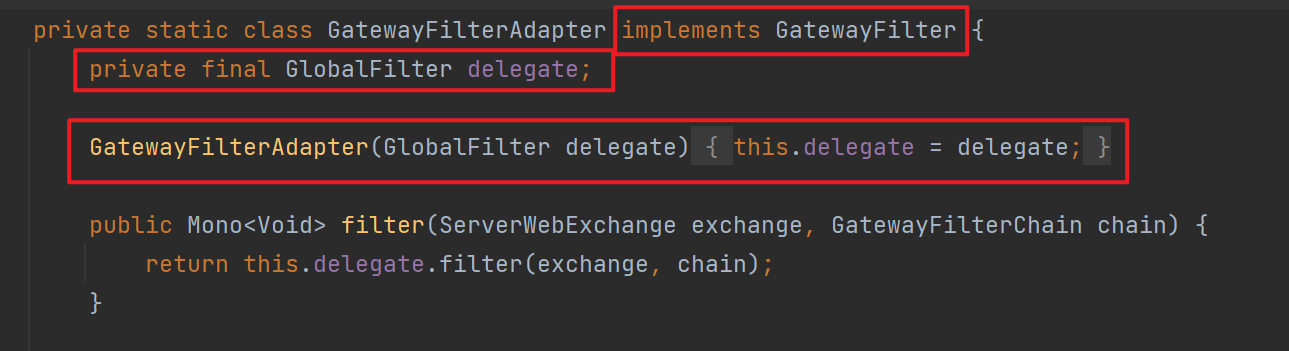 private static class GatewayFilterAdapter implements GatewayFilter {
private final GlobalFilter delegate;
GatewayFilterAdapter(GlobalFilter delegate) { this.delegate = delegate; }
public Mono<Void> filter(ServerWebExchange exchange, GatewayFilterChain chain) {
return this.delegate.filter(exchange, chain);
}